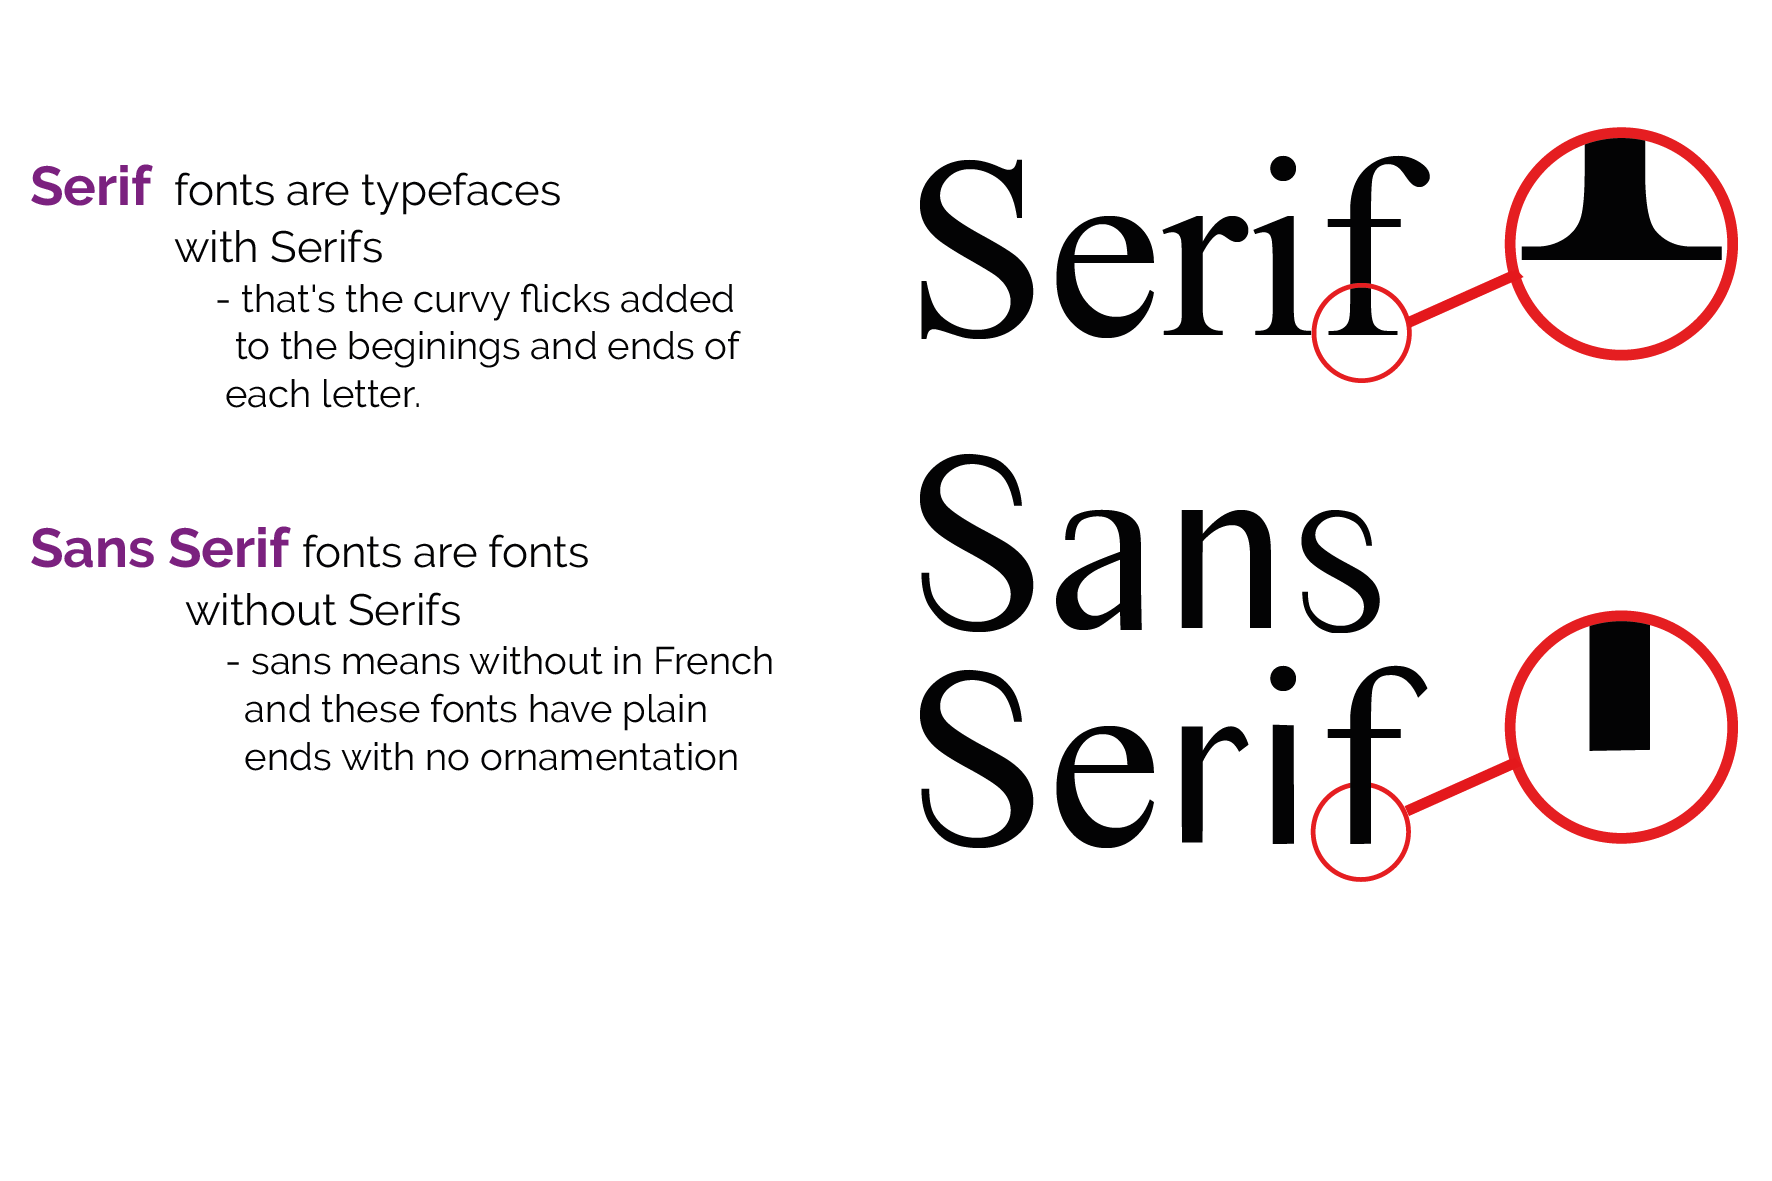 Serif fonts are typefaces
with Serifs
- that's the curvy flicks added
to the beginings and ends of
each letter.
Sans Serif fonts are fonts
without Serifs
- sans means without in French
and these fonts have plain
ends with no ornamentation
Serif
Sans
Serif